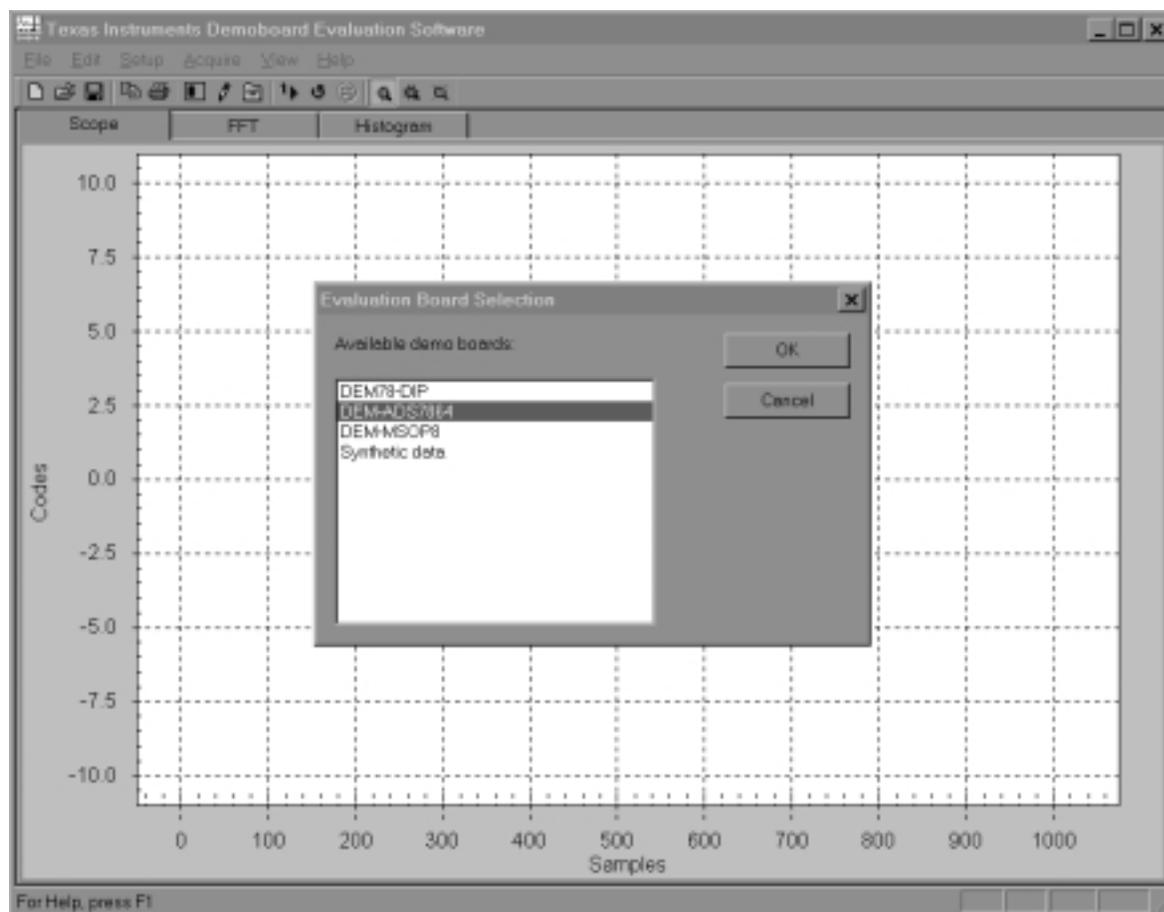 Texas Instruments Demoboard Evaluation Software
File Edit Setup Acquire View Help
Scope FFT Histogram
10.0
7.5
5.0
2.5
0.0
-2.5
-5.0
-7.5
-10.0
Codes
Evaluation Board Selection
Available demo boards:
OK
Cancel
DEM78-DIP
DEM-ADS7864
DEM-MSOP8
Synthetic data
0 100 200 300 400 500 600 700 800 900 1000
Samples
For Help, press F1